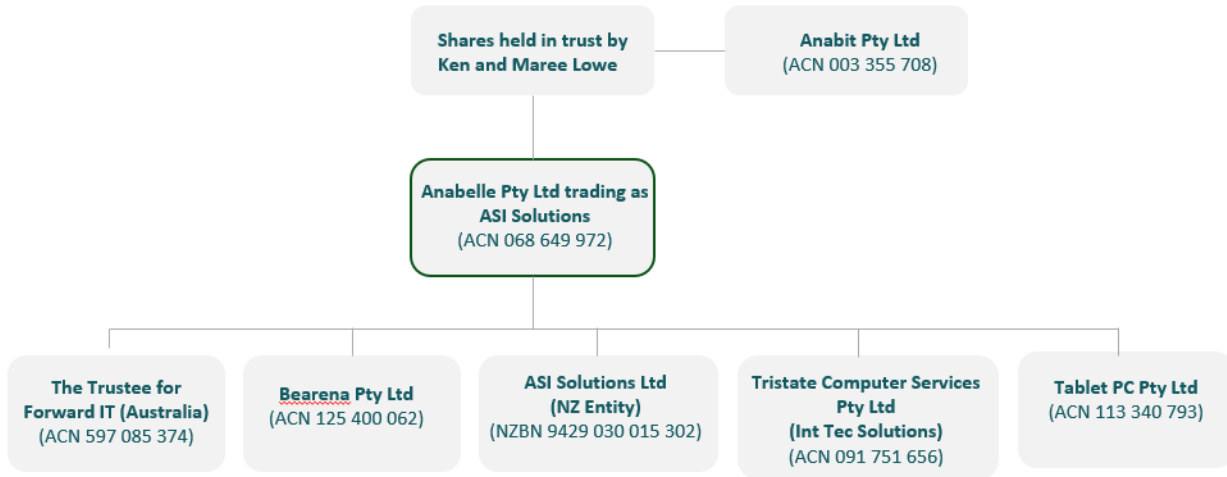 Shares held in trust by
Ken and Maree Lowe
Anabit Pty Ltd
(ACN 003 355 708)
Anabelle Pty Ltd trading as
ASI Solutions
(ACN 068 649 972)
The Trustee for
Forward IT (Australia)
(ACN 597 085 374)
Bearena Pty Ltd
(ACN 125 400 062)
ASI Solutions Ltd
(NZ Entity)
(NZBN 9429 030 015 302)
Tristate Computer Services
Pty Ltd
(Int Tec Solutions)
(ACN 091 751 656)
Tablet PC Pty Ltd
(ACN 113 340 793)